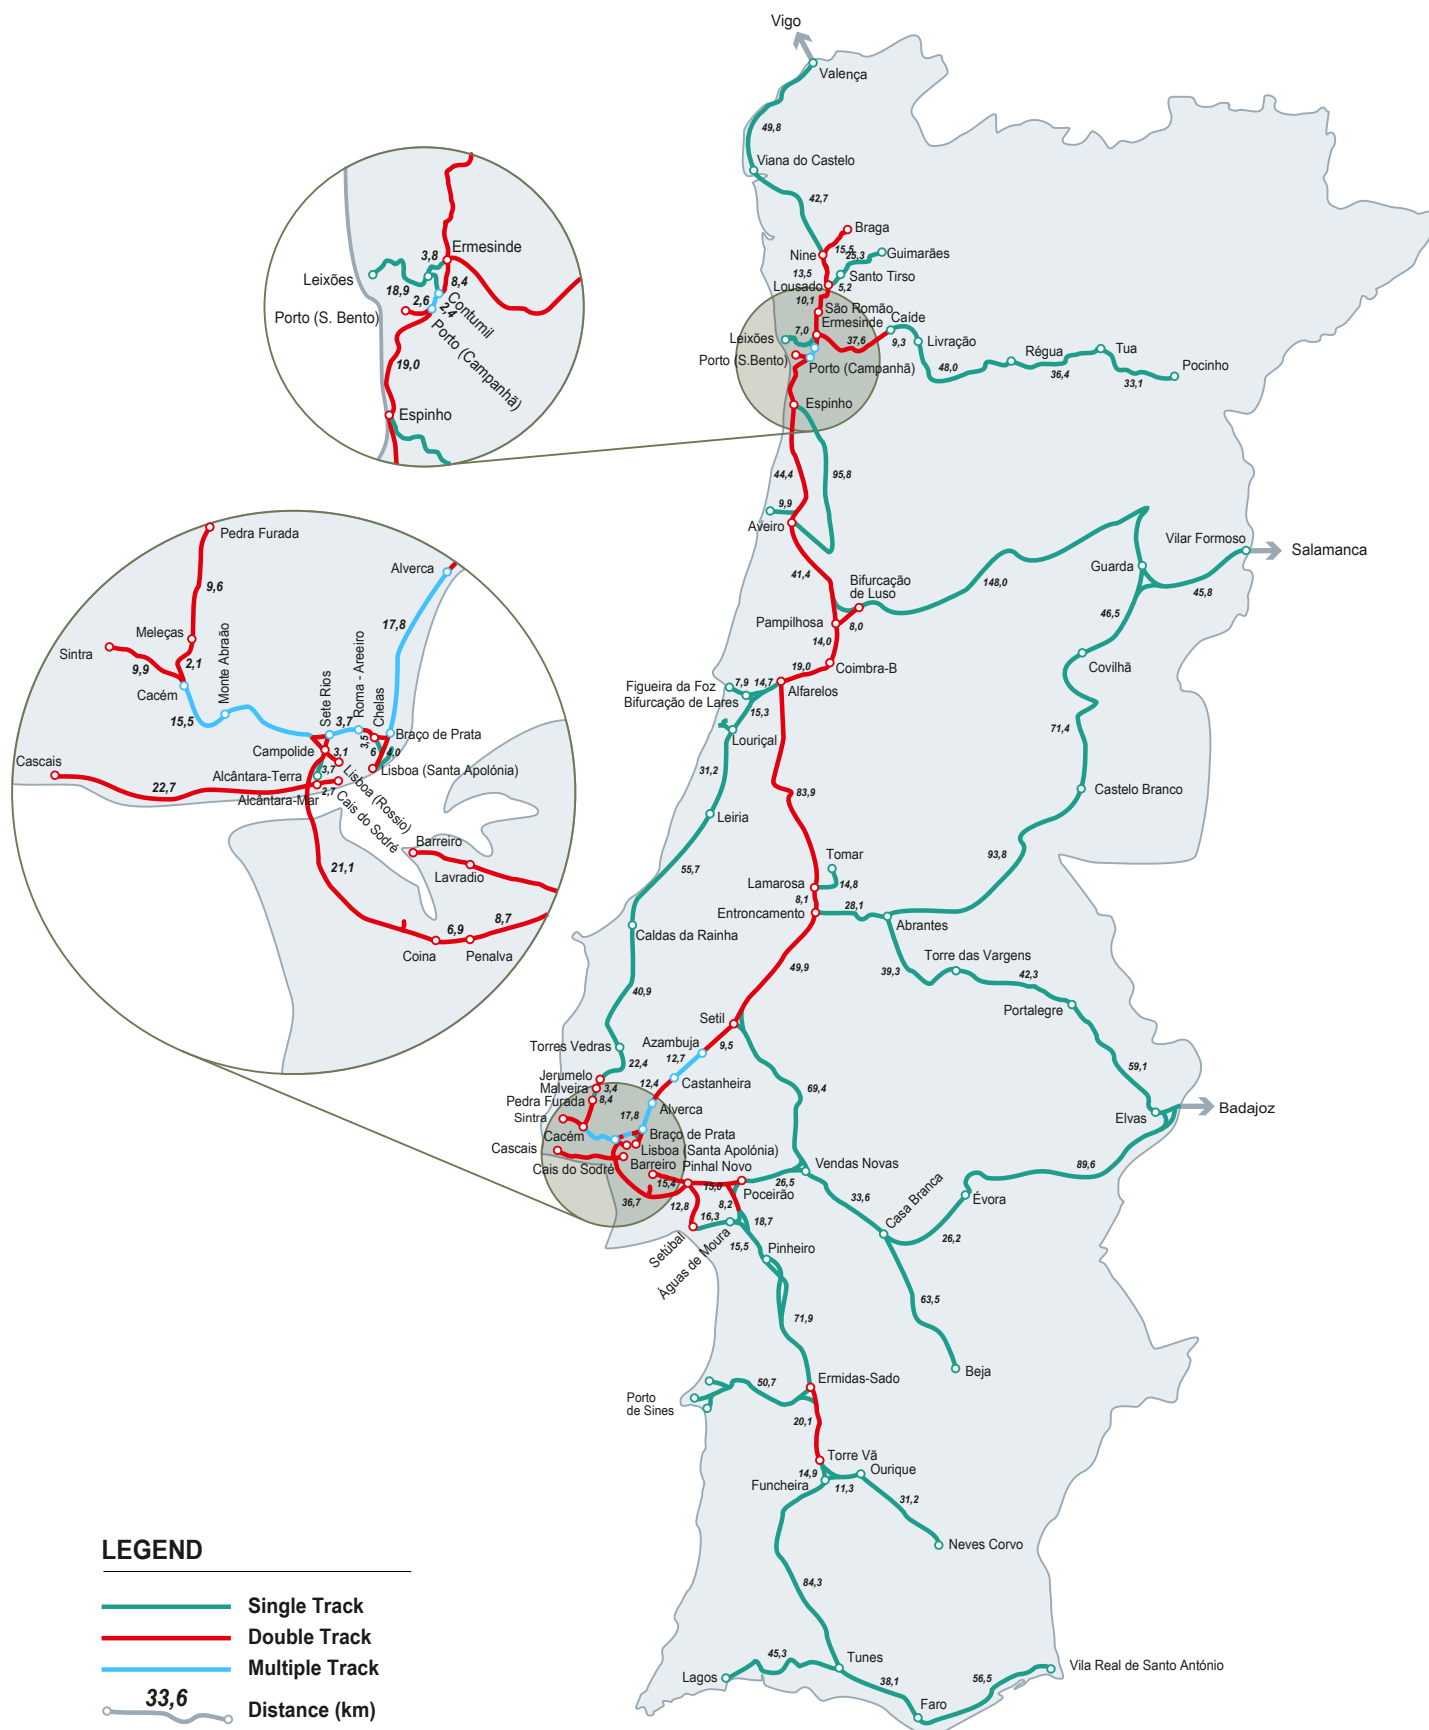 Vigo
Valença
49,8
Viana do Castelo
42,7
Braga
15,5
Nine
25,3
Guimarães
13,5
Santo Tirso
Lousado
5,2
10,1
São Romão
Ermesinde
Caíde
Leixões
7,0
37,6
9,3
Livração
Régua
Tua
Porto (S.Bento)
Porto (Campanhã)
48,0
36,4
33,1
Pocinho
Espinho
44,4
95,8
9,9
Aveiro
41,4
Vilar Formoso
Salamanca
Guarda
45,8
Bifurcação
de Luso
148,0
46,5
Pampilhosa
8,0
14,0
Coimbra-B
Covilhã
19,0
Figueira da Foz
7,9
14,7
Alfarelos
Bifurcação de Lares
15,3
Louriçal
71,4
31,2
83,9
Castelo Branco
Leiria
93,8
55,7
Tomar
Lamarosa
14,8
8,1
Entroncamento
28,1
Abrantes
Caldas da Rainha
39,3
Torre das Vargens
42,3
49,9
Portalegre
40,9
Setil
Azambuja
9,5
Torres Vedras
12,7
59,1
22,4
Jerumelo
Malveira
3,4
12,4
Castanheira
69,4
Pedra Furada
8,4
Alverca
Elvas
Badajoz
Sintra
17,8
Cacém
Braço de Prata
Cascais
Lisboa (Santa Apolónia)
Cais do Sodré
Barreiro
Pinhal Novo
Vendas Novas
89,6
15,4
15,0
Poceirão
26,5
36,7
12,8
8,2
33,6
Casa Branca
Évora
16,3
18,7
26,2
Setúbal
Águas de Moura
15,5
Pinheiro
63,5
71,9
Beja
Ermidas-Sado
50,7
Porto
de Sines
20,1
Torre Vã
14,9
Ourique
Funcheira
11,3
31,2
Neves Corvo
84,3
45,3
Tunes
Lagos
38,1
56,5
Vila Real de Santo António
Faro
Ermesinde
3,8
Leixões
18,9
8,4
2,6
Contumil
2,4
Porto (S. Bento)
Porto (Campanhã)
19,0
Espinho
Pedra Furada
Alverca
9,6
17,8
Meleças
Sintra
2,1
9,9
Monte Abraão
Cacém
15,5
Sete Rios
Roma - Areeiro
Chelas
3,7
3,5
Braço de Prata
Campolide
3,1
6
4,0
Cascais
22,7
Alcântara-Terra
3,7
Lisboa (Santa Apolónia)
Lisboa (Rossio)
Alcântara-Mar
2,7
Cais do Sodré
Barreiro
Lavradio
21,1
6,9
8,7
Coina
Penalva
LEGEND
Single Track
Double Track
Multiple Track
33,6
Distance (km)